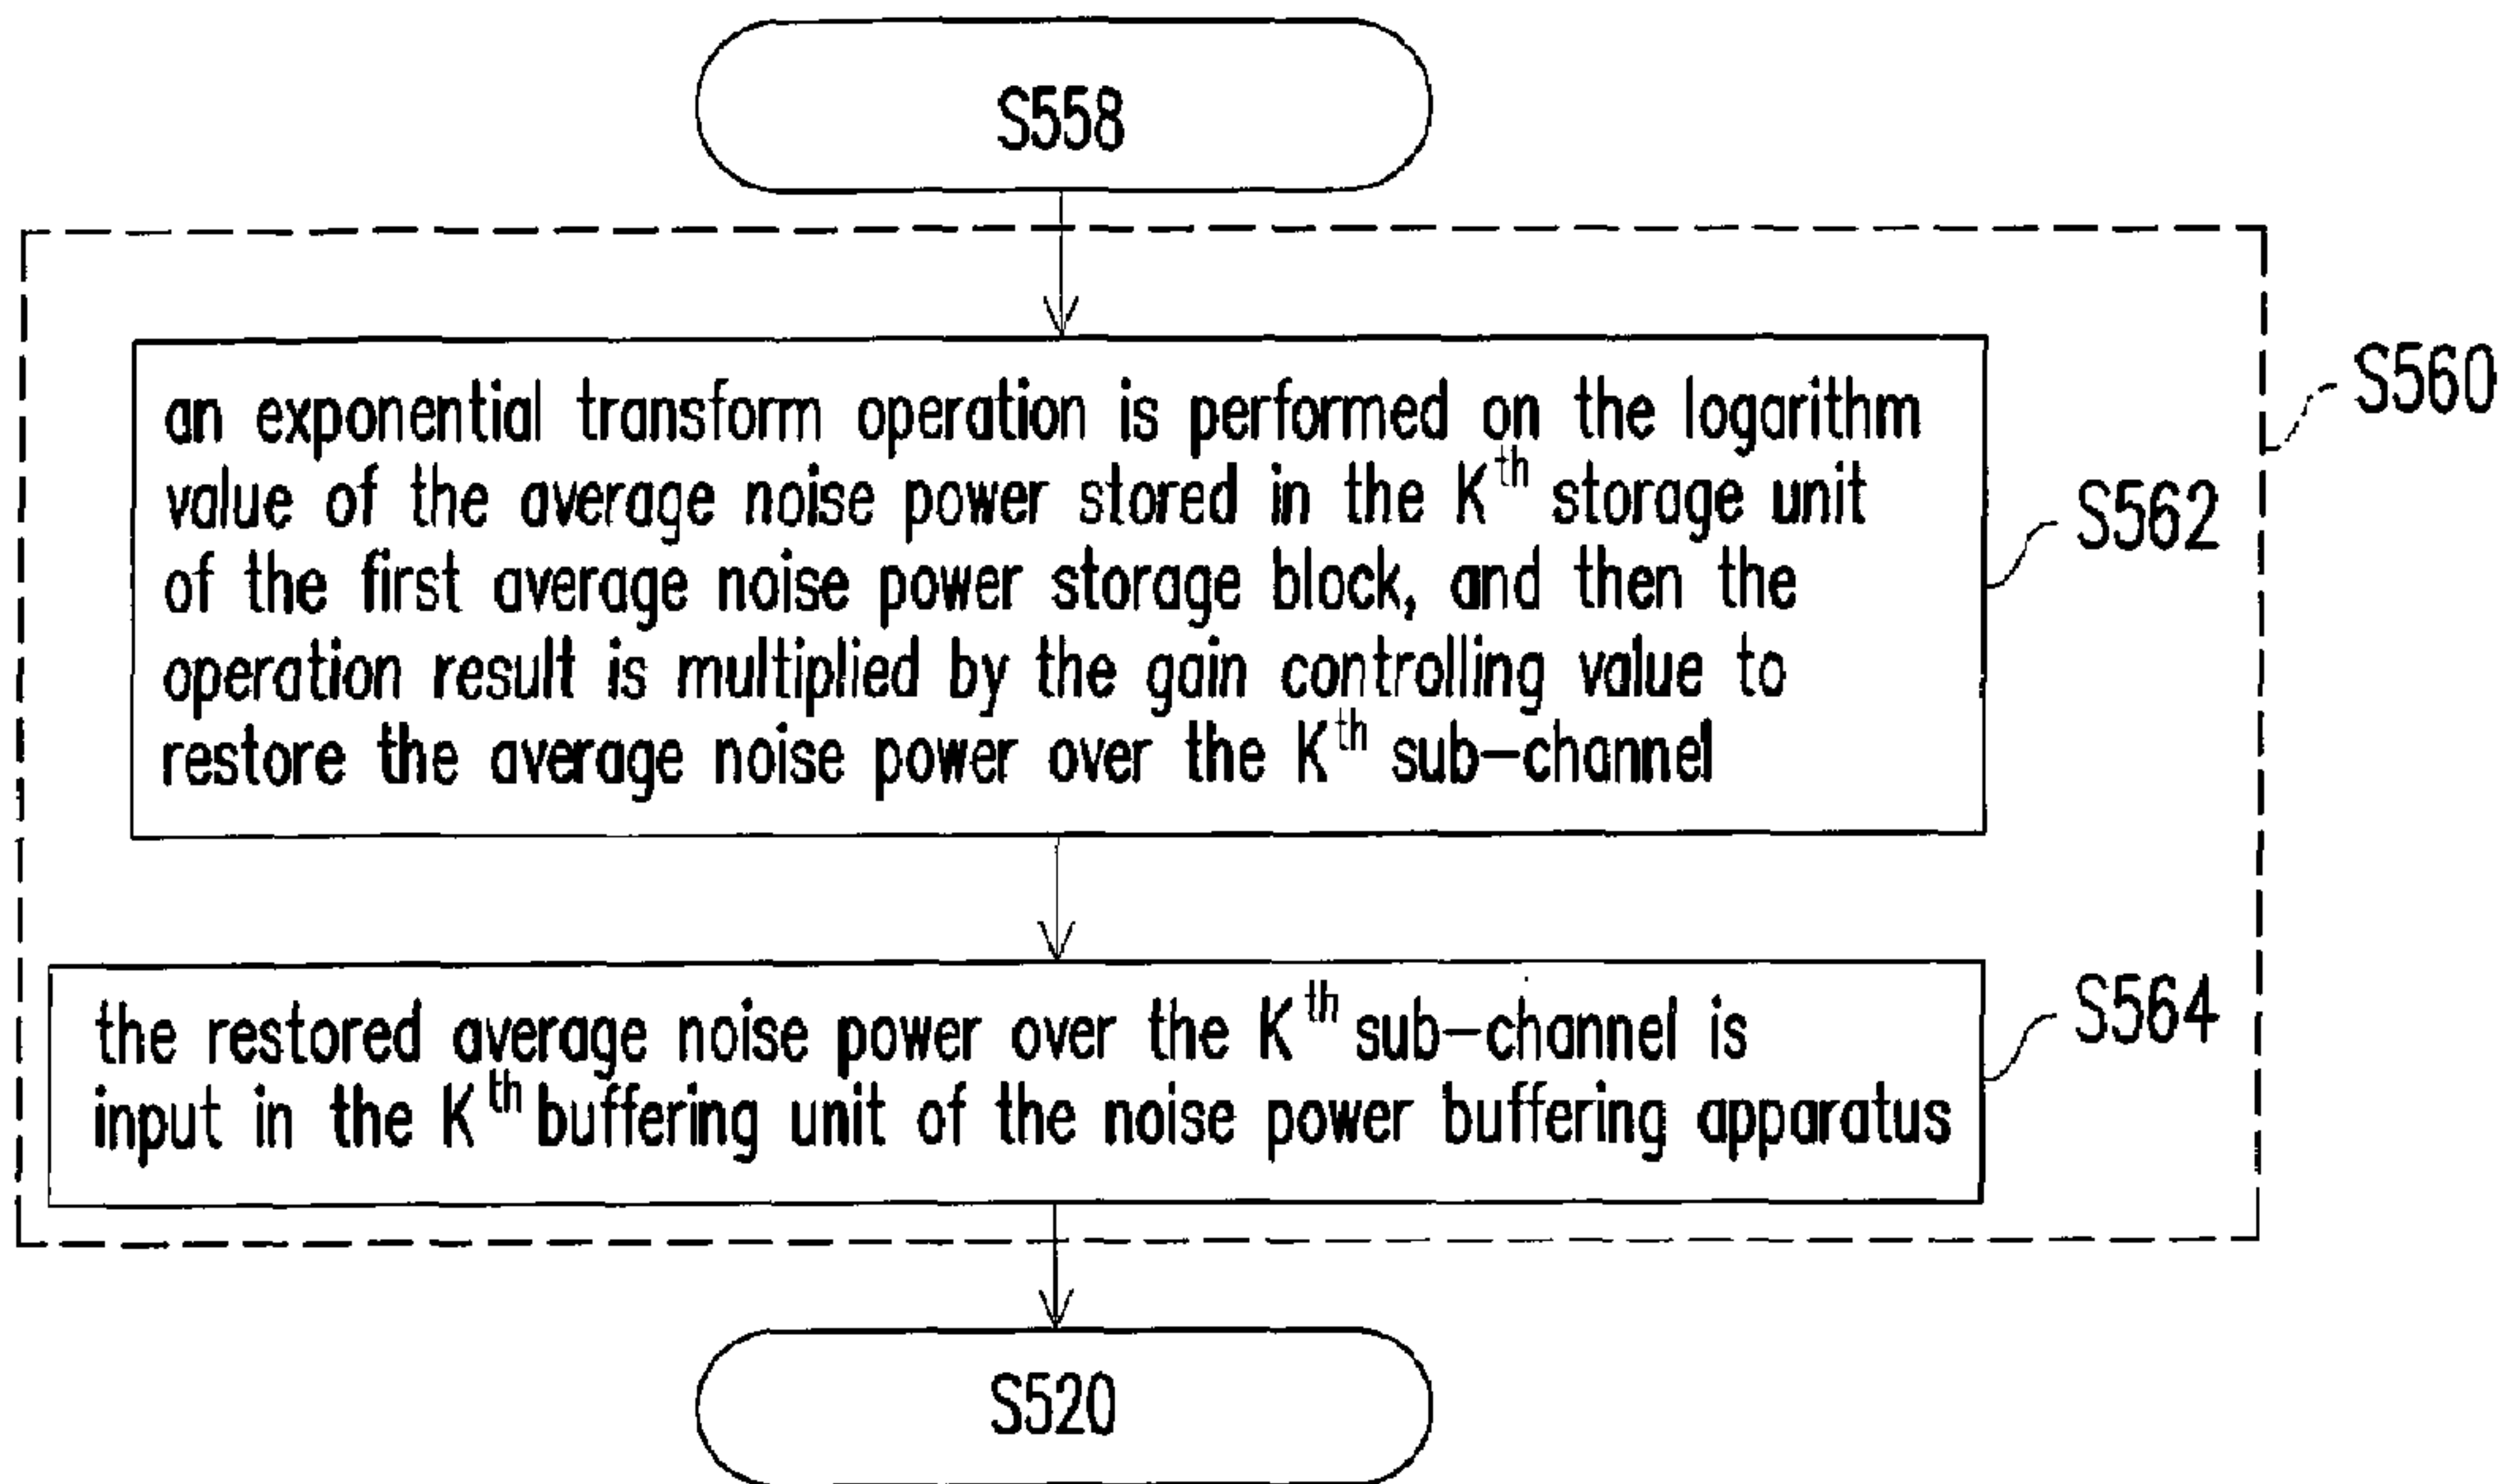 S558
an exponential transform operation is performed on the logarithm
value of the average noise power stored in the Kth storage unit
of the first average noise power storage block, and then the
operation result is multiplied by the gain controlling value to
restore the average noise power over the Kth sub-channel
S560
S562
the restored average noise power over the Kth sub-channel is
input in the Kth buffering unit of the noise power buffering apparatus
S564
S520